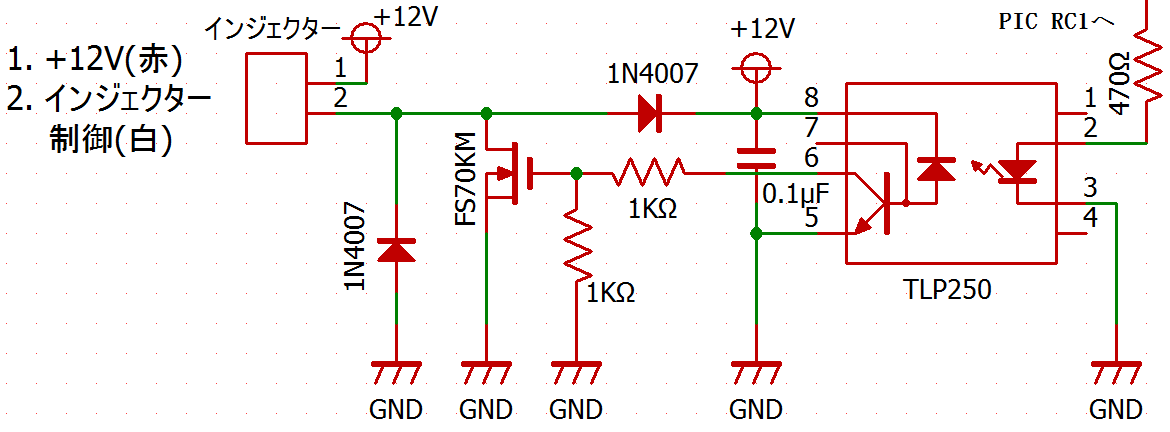 インジェクター
+12V
PIC RC1へ
1. +12V(赤)
2. インジェクター
制御(白)
1
2
+12V
1N4007
470Ω
8
7
6
5
1
2
3
4
FS70KM
1KΩ
0.1µF
1N4007
1KΩ
TLP250
GND
GND
GND
GND
GND